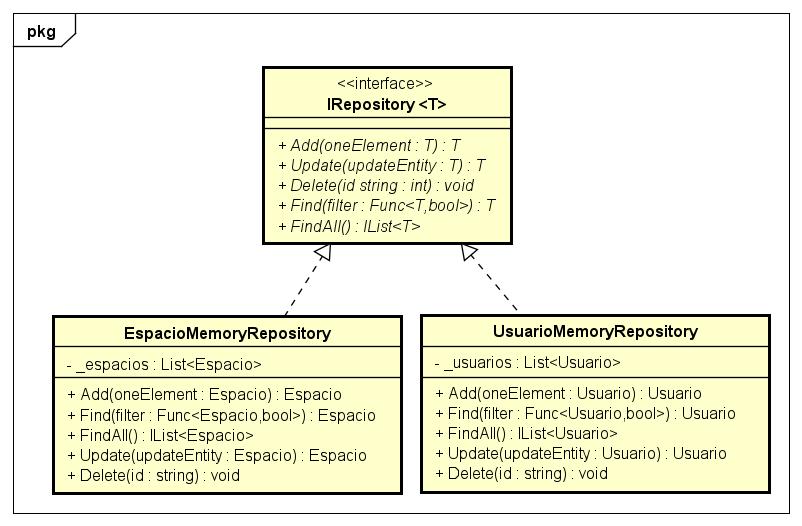 pkg
<<interface>>
IRepository <T>
+ Add(oneElement : T) : T
+ Update(updateEntity : T) : T
+ Delete(id string : int) : void
+ Find(filter : Func<T,bool>) : T
+ FindAll() : IList<T>
EspacioMemoryRepository
- _espacios : List<Espacio>
+ Add(oneElement : Espacio) : Espacio
+ Find(filter : Func<Espacio,bool>) : Espacio
+ FindAll() : IList<Espacio>
+ Update(updateEntity : Espacio) : Espacio
+ Delete(id : string) : void
UsuarioMemoryRepository
- _usuarios : List<Usuario>
+ Add(oneElement : Usuario) : Usuario
+ Find(filter : Func<Usuario,bool>) : Usuario
+ FindAll() : IList<Usuario>
+ Update(updateEntity : Usuario) : Usuario
+ Delete(id : string) : void